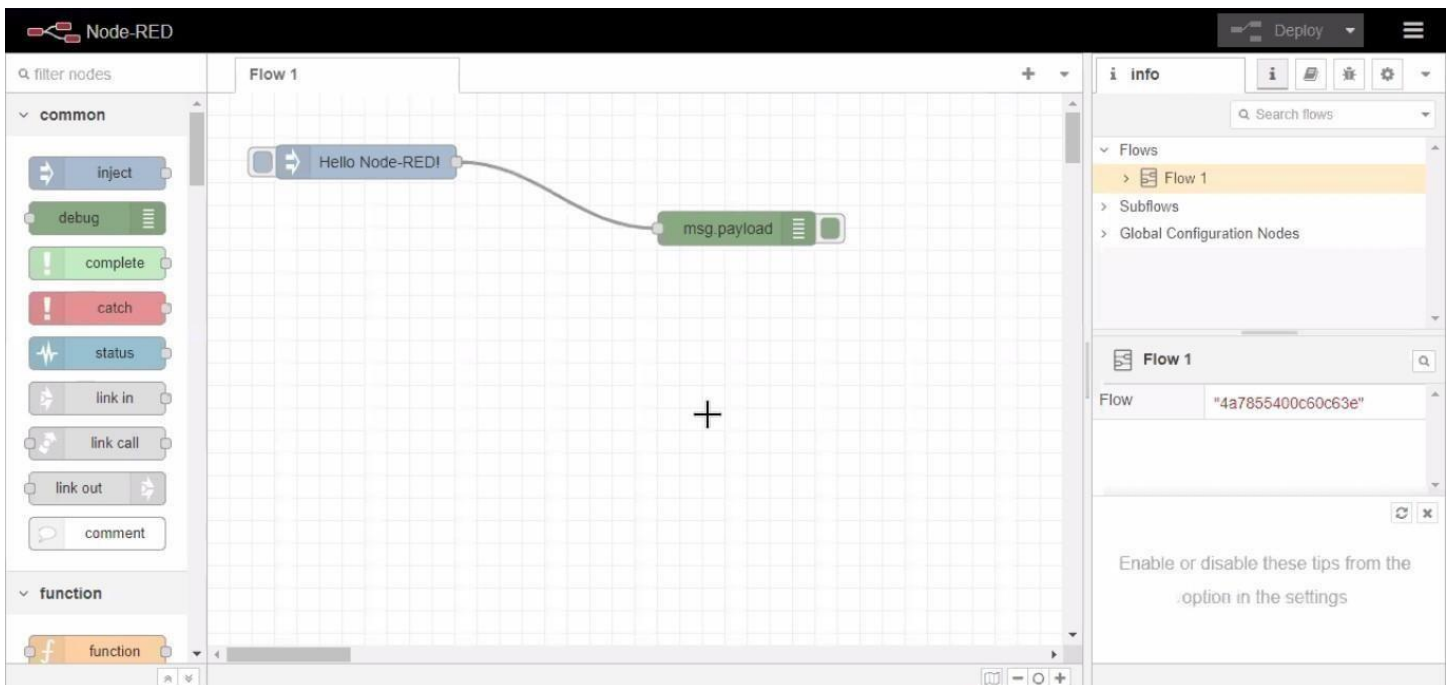 Node-RED
Deploy
filter nodes
Flow 1
i info
i
Search flows
common
inject
debug
complete
catch
status
link in
link call
link out
comment
function
function
Hello Node-RED!
msg.payload
Flows
Flow 1
Subflows
Global Configuration Nodes
Flow 1
Flow "4a7855400c60c63e"
Enable or disable these tips from the
option in the settings